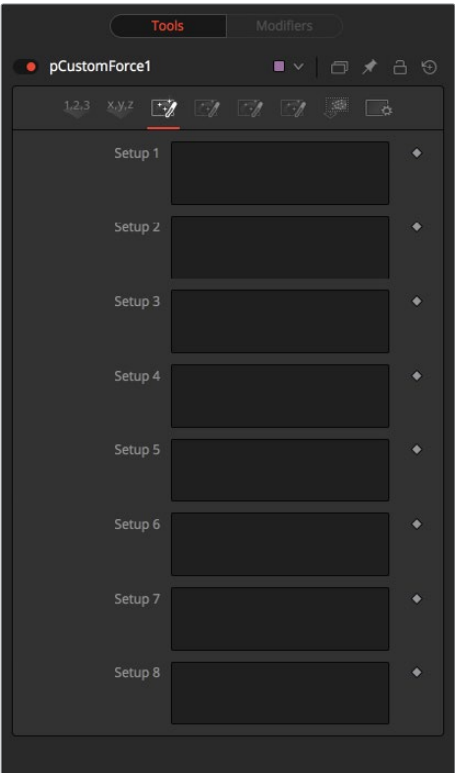 Tools Modifiers
pCustomForce1
1,2,3 x,y,z
Setup 1
Setup 2
Setup 3
Setup 4
Setup 5
Setup 6
Setup 7
Setup 8